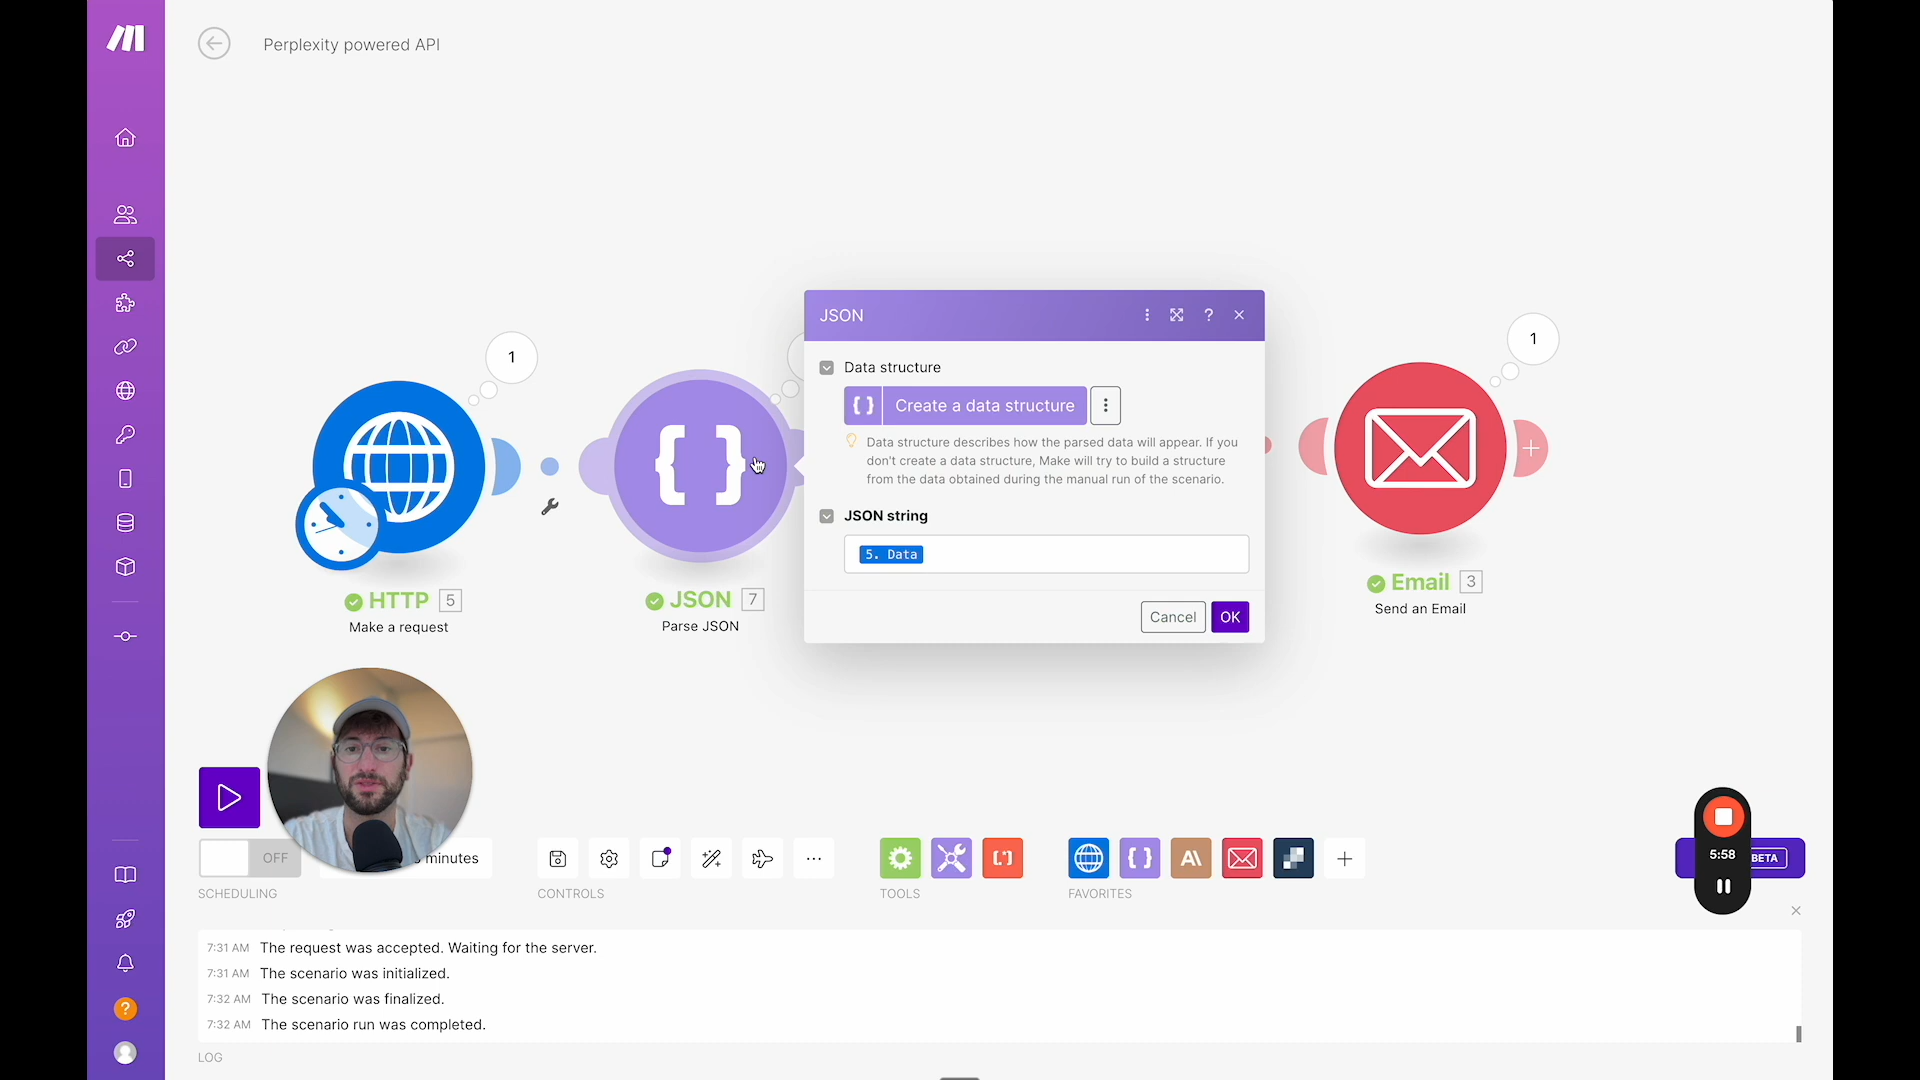 Perplexity powered API
1
1
JSON
?
Data structure
{ } Create a data structure
Data structure describes how the parsed data will appear. If you
don't create a data structure, Make will try to build a structure
from the data obtained during the manual run of the scenario.
JSON string
5. Data
Cancel
OK
HTTP 5
Make a request
JSON 7
Parse JSON
Email 3
Send an Email
OFF
minutes
SCHEDULING
CONTROLS
TOOLS
FAVORITES
5:58
BETA
7:31 AM The request was accepted. Waiting for the server.
7:31 AM The scenario was initialized.
7:32 AM The scenario was finalized.
7:32 AM The scenario run was completed.
LOG
?